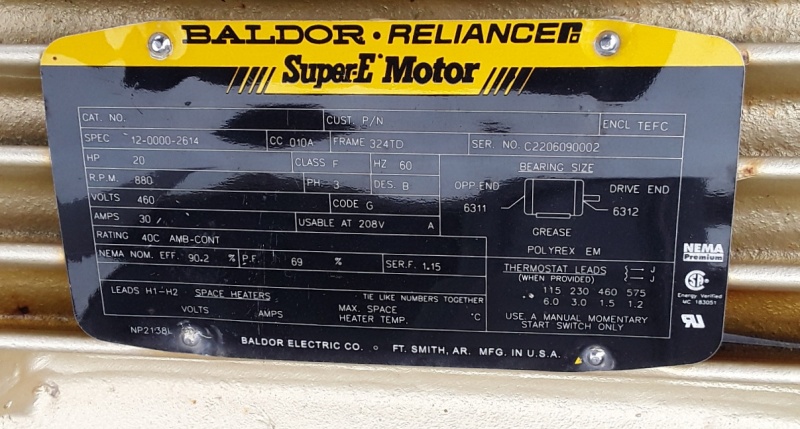 BALDOR · RELIANCE
Super-E Motor
CAT. NO. CUST. P/N ENCL TEFC
SPEC 12-0000-2614 CC 010A FRAME 324TD SER. NO. C2206090002
HP 20 CLASS F HZ 60 BEARING SIZE
R.P.M. 880 PH. 3 DES. B OPP END DRIVE END
VOLTS 460 CODE G 6311 6312
AMPS 30 USABLE AT 208V A GREASE
RATING 40C AMB-CONT POLYREX EM
NEMA NOM. EFF. 90.2 % P.F. 69 % SER.F. 1.15
THERMOSTAT LEADS J
(WHEN PROVIDED) J
115 230 460 575
6.0 3.0 1.5 1.2
USE A MANUAL MOMENTARY
START SWITCH ONLY
LEADS H1-H2 SPACE HEATERS TIE LIKE NUMBERS TOGETHER
VOLTS AMPS MAX. SPACE HEATER TEMP. °C
NP2138L
BALDOR ELECTRIC CO. FT. SMITH, AR. MFG. IN U.S.A.
NEMA
Premium
Energy Verified
MC 183051